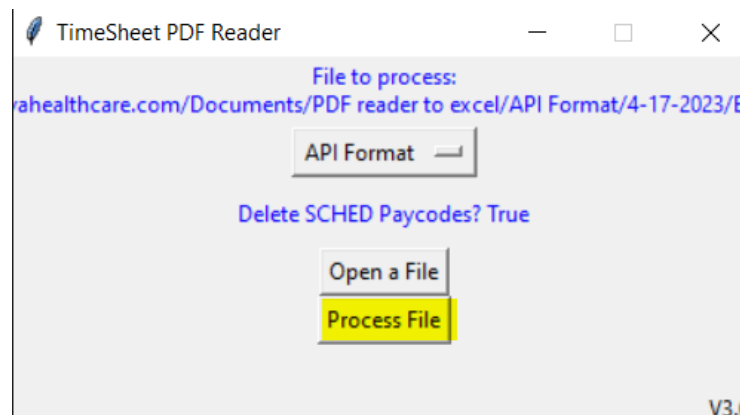 TimeSheet PDF Reader
File to process:
vahealthcare.com/Documents/PDF reader to excel/API Format/4-17-2023/E
API Format
Delete SCHED Paycodes? True
Open a File
Process File
V3.